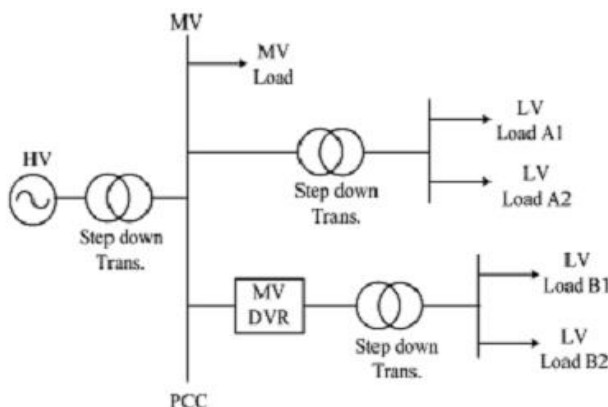 MV
MV
Load
HV
Step down
Trans.
Step down
Trans.
LV
Load A1
LV
Load A2
MV
DVR
Step down
Trans.
LV
Load B1
LV
Load B2
PCC